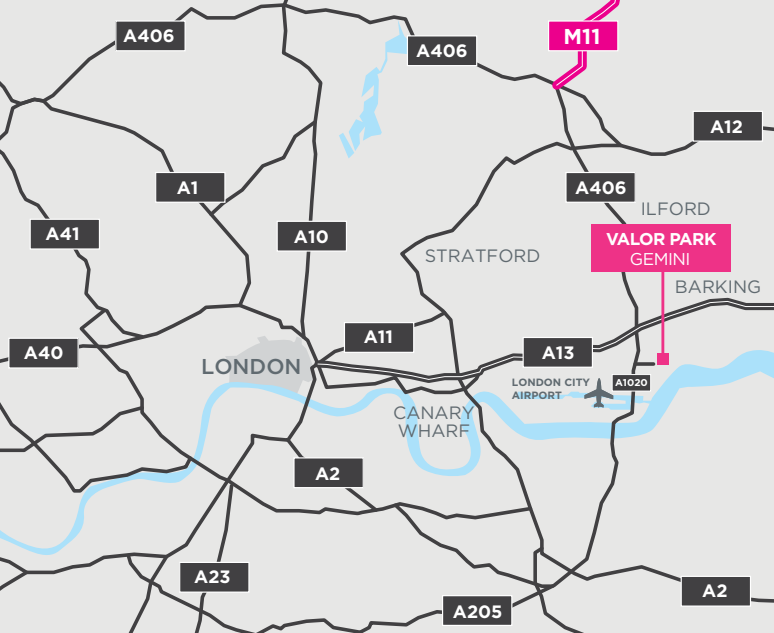 A406
M11
A406
A12
A1
A406
ILFORD
A41
A10
VALOR PARK
GEMINI
STRATFORD
BARKING
A11
A40
A13
LONDON
LONDON CITY
AIRPORT
A1020
CANARY
WHARF
A2
A23
A2
A205